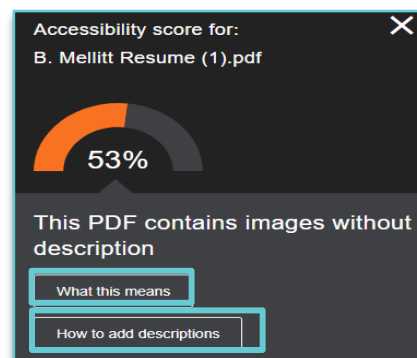 Accessibility score for:
B. Mellitt Resume (1).pdf
53%
This PDF contains images without
description
What this means
How to add descriptions